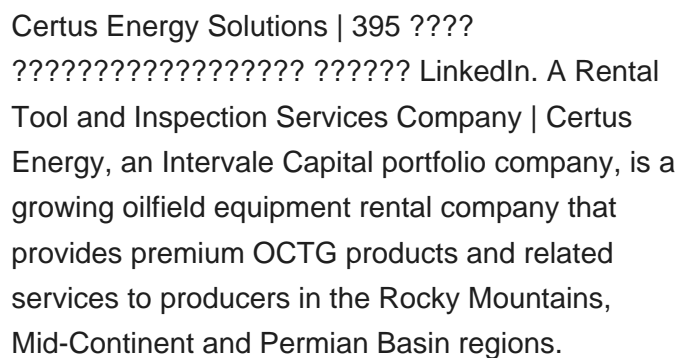 Certus Energy Solutions | 395 ????
?????????????????? ?????? LinkedIn. A Rental
Tool and Inspection Services Company | Certus
Energy, an Intervale Capital portfolio company, is a
growing oilfield equipment rental company that
provides premium OCTG products and related
services to producers in the Rocky Mountains,
Mid-Continent and Permian Basin regions.